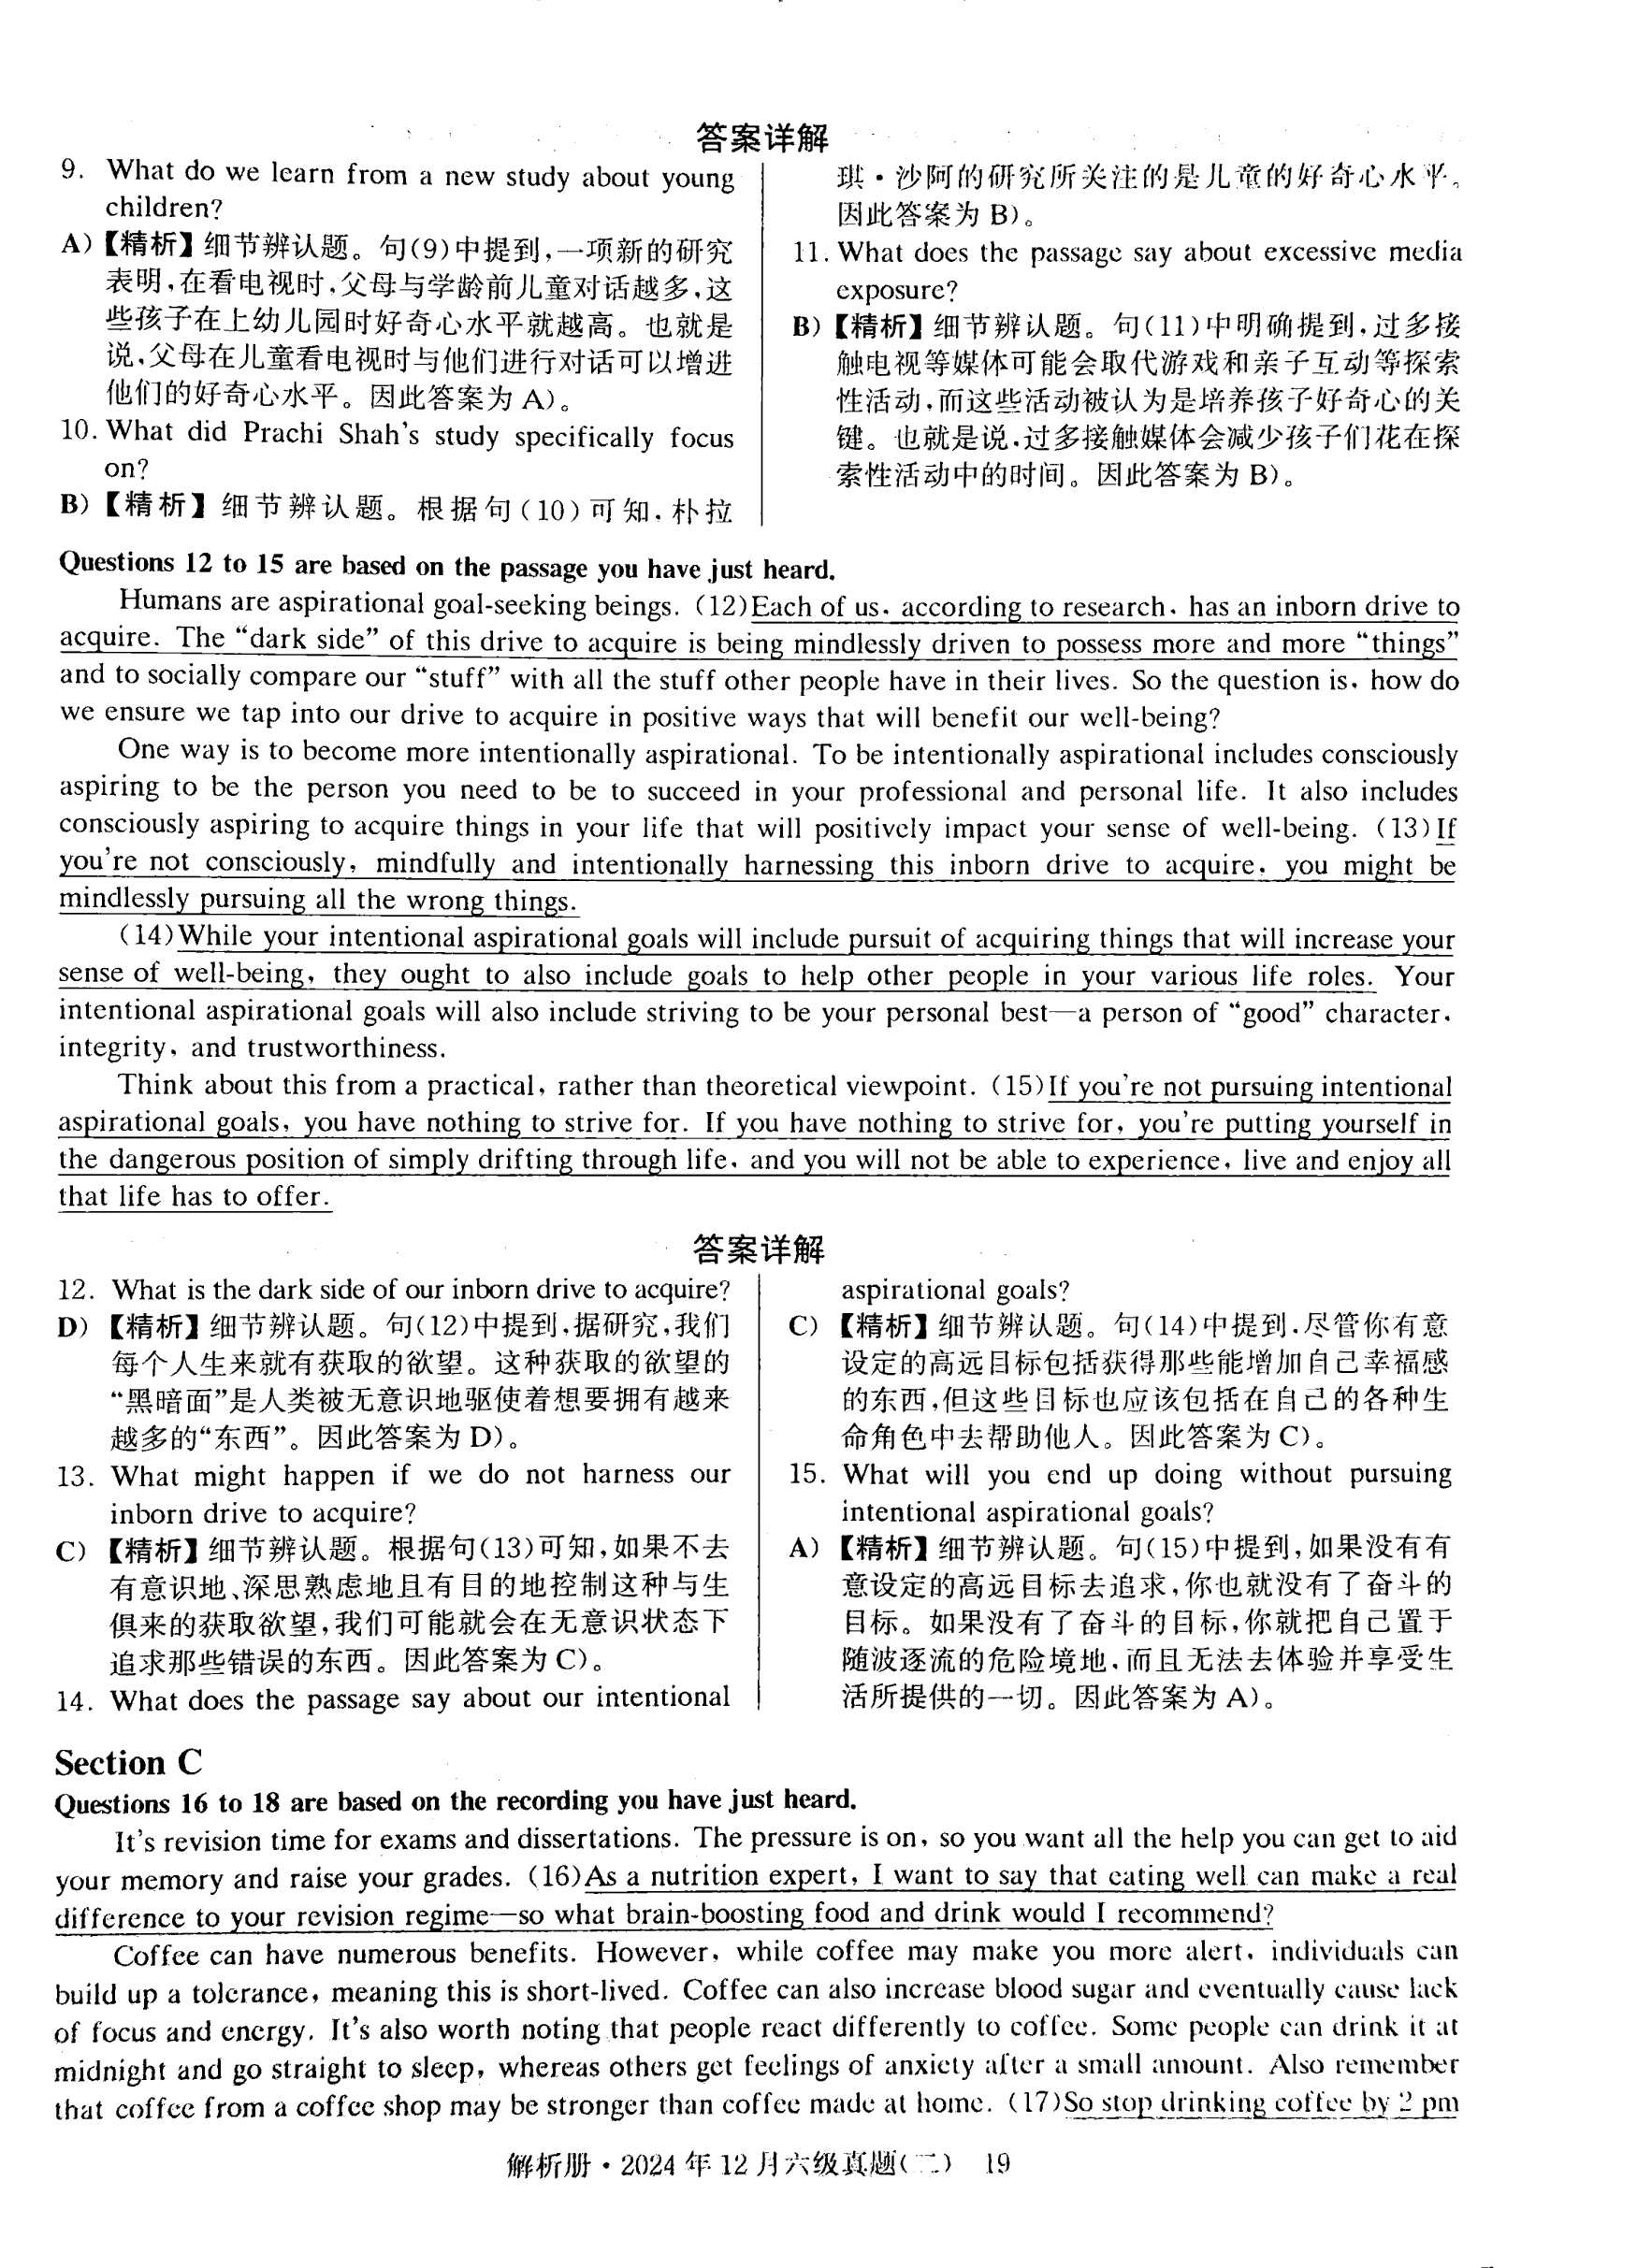 答案详解
9. What do we learn from a new study about young
children?
A)【精析】细节辨认题。句(9)中提到,一项新的研究
表明,在看电视时,父母与学龄前儿童对话越多,这
些孩子在上幼儿园时好奇心水平就越高。也就是
说,父母在儿童看电视时与他们进行对话可以增进
他们的好奇心水平。因此答案为 A)。
10. What did Prachi Shah's study specifically focus
on?
B)【精析】细节辨认题。根据句(10)可知,朴拉
琪·沙阿的研究所关注的是儿童的好奇心水平。
因此答案为 B)。
11. What does the passage say about excessive media
exposure?
B)【精析】细节辨认题。句(11)中明确提到,过多接
触电视等媒体可能会取代游戏和亲子互动等探索
性活动,而这些活动被认为是培养孩子好奇心的关
键。也就是说,过多接触媒体会减少孩子们花在探
索性活动中的时间。因此答案为 B)。
Questions 12 to 15 are based on the passage you have just heard.
Humans are aspirational goal-seeking beings. (12)Each of us, according to research, has an inborn drive to
acquire. The “dark side” of this drive to acquire is being mindlessly driven to possess more and more “things”
and to socially compare our “stuff” with all the stuff other people have in their lives. So the question is, how do
we ensure we tap into our drive to acquire in positive ways that will benefit our well-being?
One way is to become more intentionally aspirational. To be intentionally aspirational includes consciously
aspiring to be the person you need to be to succeed in your professional and personal life. It also includes
consciously aspiring to acquire things in your life that will positively impact your sense of well-being. (13)If
you're not consciously, mindfully and intentionally harnessing this inborn drive to acquire, you might be
mindlessly pursuing all the wrong things.
(14)While your intentional aspirational goals will include pursuit of acquiring things that will increase your
sense of well-being, they ought to also include goals to help other people in your various life roles. Your
intentional aspirational goals will also include striving to be your personal best—a person of “good” character,
integrity, and trustworthiness.
Think about this from a practical, rather than theoretical viewpoint. (15)If you're not pursuing intentional
aspirational goals, you have nothing to strive for. If you have nothing to strive for, you're putting yourself in
the dangerous position of simply drifting through life, and you will not be able to experience, live and enjoy all
that life has to offer.
答案详解
12. What is the dark side of our inborn drive to acquire?
D)【精析】细节辨认题。句(12)中提到,据研究,我们
每个人生来就有获取的欲望。这种获取的欲望的
“黑暗面”是人类被无意识地驱使着想要拥有越来
越多的“东西”。因此答案为 D)。
13. What might happen if we do not harness our
inborn drive to acquire?
C)【精析】细节辨认题。根据句(13)可知,如果不去
有意识地、深思熟虑地且有目的地控制这种与生
俱来的获取欲望,我们可能就会在无意识状态下
追求那些错误的东西。因此答案为 C)。
14. What does the passage say about our intentional
aspirational goals?
C)【精析】细节辨认题。句(14)中提到,尽管你有意
设定的高远目标包括获得那些能增加自己幸福感
的东西,但这些目标也应该包括在自己的各种生
命角色中去帮助他人。因此答案为 C)。
15. What will you end up doing without pursuing
intentional aspirational goals?
A)【精析】细节辨认题。句(15)中提到,如果没有有
意设定的高远目标去追求,你也就没有了奋斗的
目标。如果没有了奋斗的目标,你就把自己置于
随波逐流的危险境地,而且无法去体验并享受生
活所提供的一切。因此答案为 A)。
Section C
Questions 16 to 18 are based on the recording you have just heard.
It's revision time for exams and dissertations. The pressure is on, so you want all the help you can get to aid
your memory and raise your grades. (16)As a nutrition expert, I want to say that eating well can make a real
difference to your revision regime—so what brain-boosting food and drink would I recommend?
Coffee can have numerous benefits. However, while coffee may make you more alert, individuals can
build up a tolerance, meaning this is short-lived. Coffee can also increase blood sugar and eventually cause lack
of focus and energy. It's also worth noting that people react differently to coffee. Some people can drink it at
midnight and go straight to sleep, whereas others get feelings of anxiety after a small amount. Also remember
that coffee from a coffee shop may be stronger than coffee made at home. (17)So stop drinking coffee by 2 pm
解析册·2024 年 12 月六级真题(二) 19